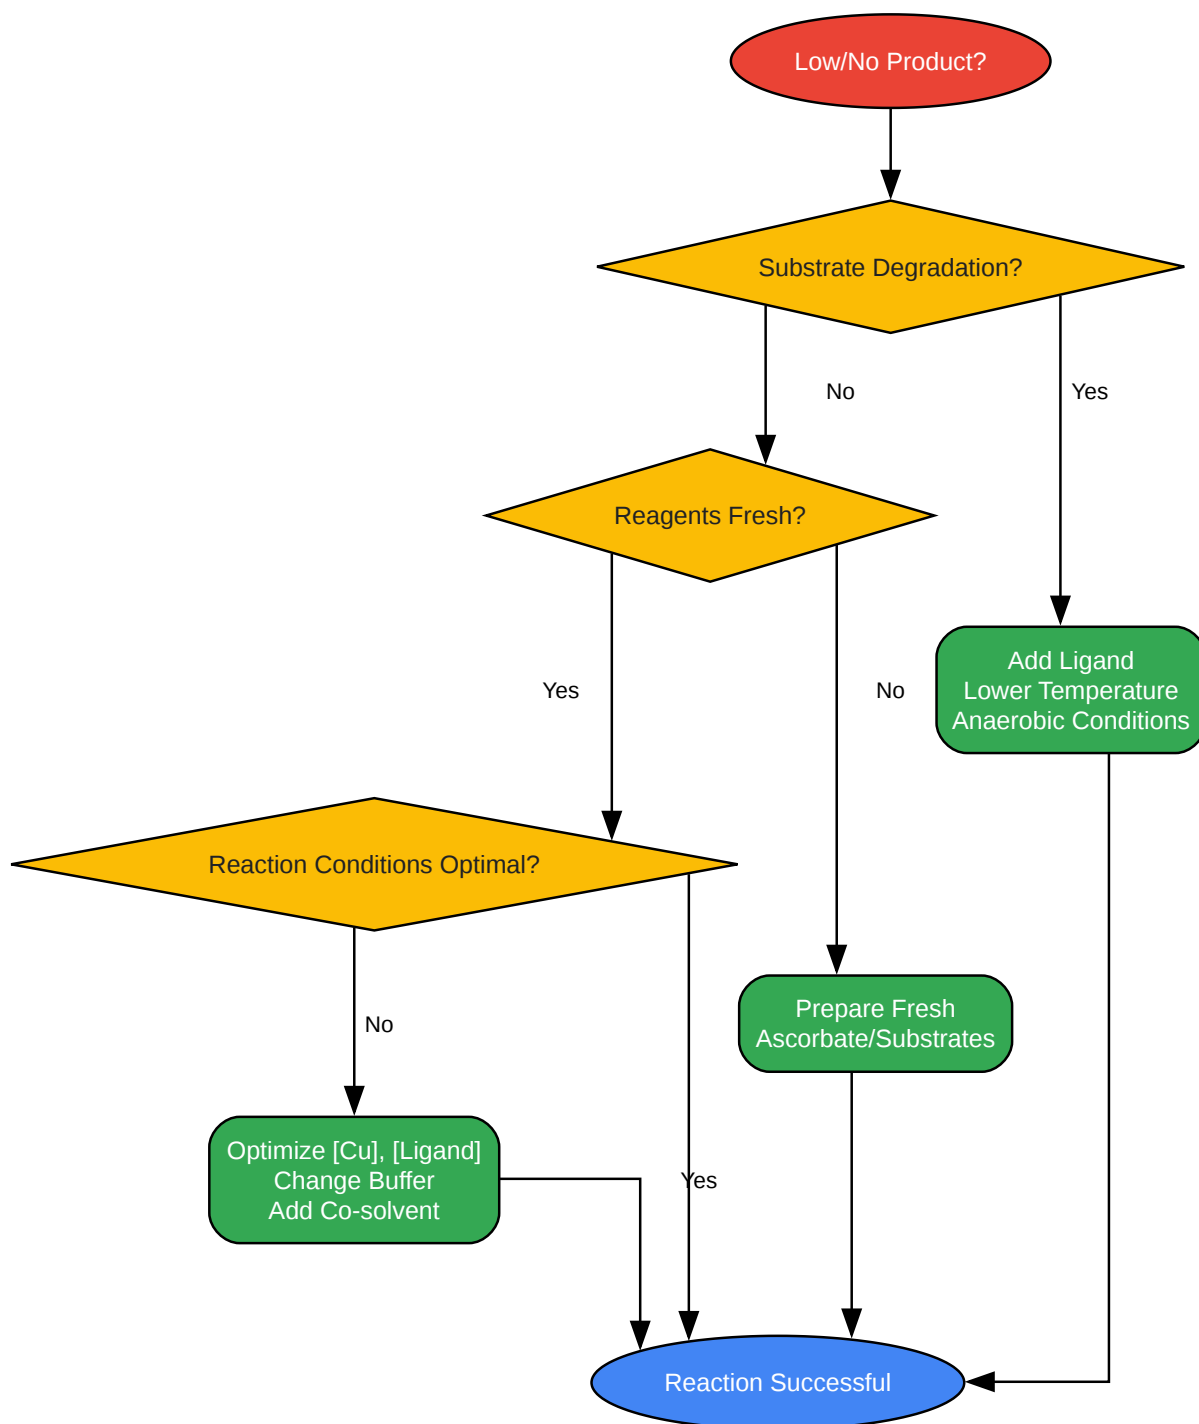 Low/No Product?
Substrate Degradation?
No
Yes
Reagents Fresh?
Yes
No
Add Ligand
Lower Temperature
Anaerobic Conditions
Reaction Conditions Optimal?
No
Prepare Fresh
Ascorbate/Substrates
Optimize [Cu], [Ligand]
Change Buffer
Add Co-solvent
Yes
Reaction Successful